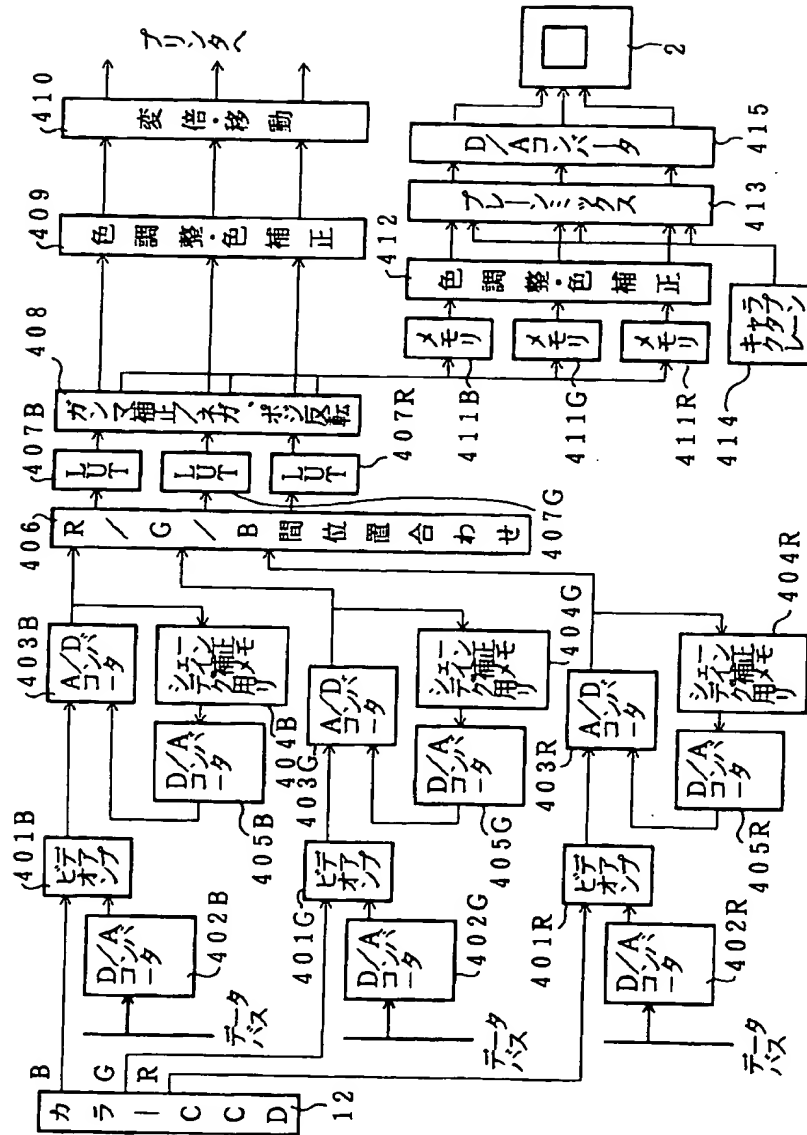 カラーCCD
12
B
G
R
データバス
D/Aコンバータ
402B
ビデオアンプ
401B
A/Dコンバータ
403B
シェーディング補正用メモリ
404B
D/Aコンバータ
405B
データバス
D/Aコンバータ
402G
ビデオアンプ
401G
A/Dコンバータ
403G
シェーディング補正用メモリ
404G
D/Aコンバータ
405G
データバス
D/Aコンバータ
402R
ビデオアンプ
401R
A/Dコンバータ
403R
シェーディング補正用メモリ
404R
D/Aコンバータ
405R
R/G/B間位置合わせ
406
LUT
407B
LUT
407G
LUT
407R
ガンマ補正/ネガ・ポジ反転
408
色調整・色補正
409
変倍・移動
410
プリンタへ
メモリ
411B
メモリ
411G
メモリ
411R
色調整・色補正
412
プレーンミックス
413
キャラクタプレーン
414
D/Aコンバータ
415
2